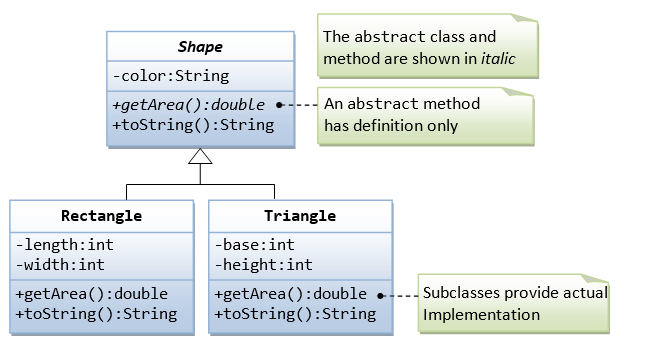 Shape
-color:String
+getArea():double
+toString():String
The abstract class and
method are shown in italic
An abstract method
has definition only
Rectangle
-length:int
-width:int
+getArea():double
+toString():String
Triangle
-base:int
-height:int
+getArea():double
+toString():String
Subclasses provide actual
Implementation